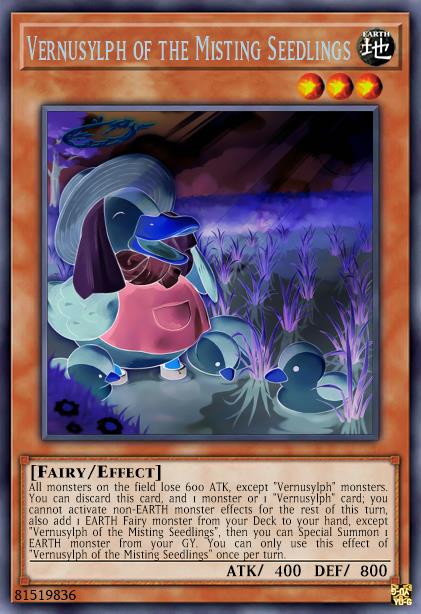 Vernusylph of the Misting Seedlings
EARTH
地
[Fairy/Effect]
All monsters on the field lose 600 ATK, except "Vernusylph" monsters.
You can discard this card, and 1 monster or 1 "Vernusylph" card; you
cannot activate non-EARTH monster effects for the rest of this turn,
also add 1 EARTH Fairy monster from your Deck to your hand, except
"Vernusylph of the Misting Seedlings", then you can Special Summon 1
EARTH monster from your GY. You can only use this effect of
"Vernusylph of the Misting Seedlings" once per turn.
ATK/ 400 DEF/ 800
81519836